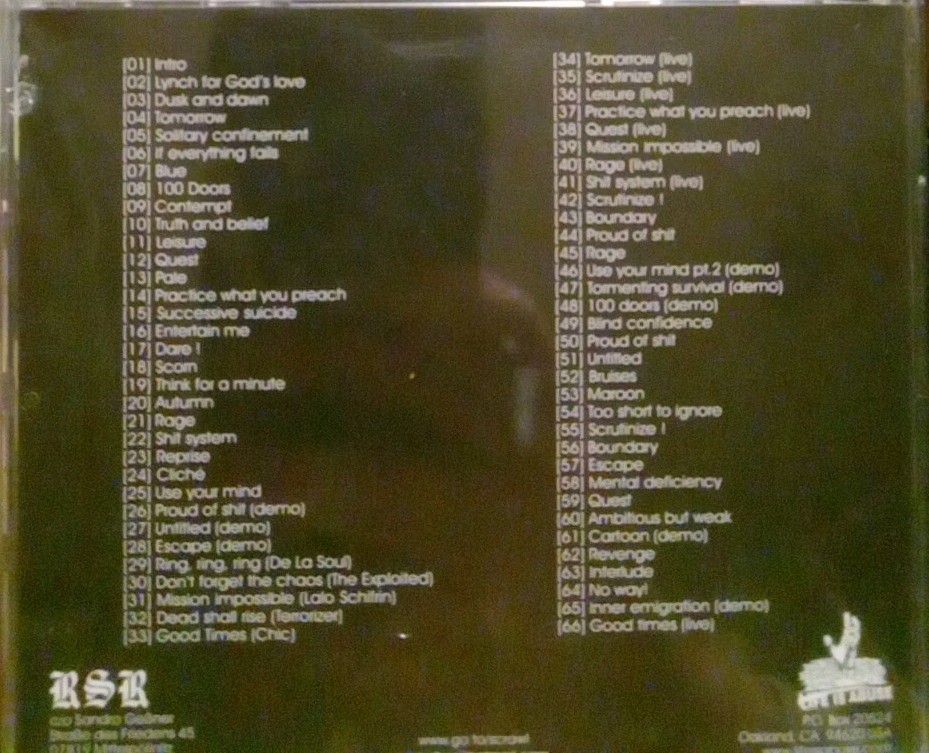 [01] Intro
[02] Lynch for God's love
[03] Dusk and dawn
[04] Tomorrow
[05] Solitary confinement
[06] If everything falls
[07] Blue
[08] 100 Doors
[09] Contempt
[10] Truth and belief
[11] Leisure
[12] Quest
[13] Pale
[14] Practice what you preach
[15] Successive suicide
[16] Entertain me
[17] Dare !
[18] Scorn
[19] Think for a minute
[20] Autumn
[21] Rage
[22] Shit system
[23] Reprise
[24] Cliché
[25] Use your mind
[26] Proud of shit (demo)
[27] Untitled (demo)
[28] Escape (demo)
[29] Ring, ring, ring (De La Soul)
[30] Don't forget the chaos (The Exploited)
[31] Mission impossible (Lalo Schifrin)
[32] Dead shall rise (Terrorizer)
[33] Good Times (Chic)
[34] Tomorrow (live)
[35] Scrutinize (live)
[36] Leisure (live)
[37] Practice what you preach (live)
[38] Quest (live)
[39] Mission impossible (live)
[40] Rage (live)
[41] Shit system (live)
[42] Scrutinize !
[43] Boundary
[44] Proud of shit
[45] Rage
[46] Use your mind pt.2 (demo)
[47] Tormenting survival (demo)
[48] 100 doors (demo)
[49] Blind confidence
[50] Proud of shit
[51] Untitled
[52] Bruises
[53] Maroon
[54] Too short to ignore
[55] Scrutinize !
[56] Boundary
[57] Escape
[58] Mental deficiency
[59] Quest
[60] Ambitious but weak
[61] Cartoon (demo)
[62] Revenge
[63] Interlude
[64] No way!
[65] Inner emigration (demo)
[66] Good times (live)
RSR
c/o Sandro Geßner
Straße des Friedens 45
07819
www.go.to/scrawl
LIFE IS ABUSE
P.O. Box 20524
Oakland, CA 94620 USA